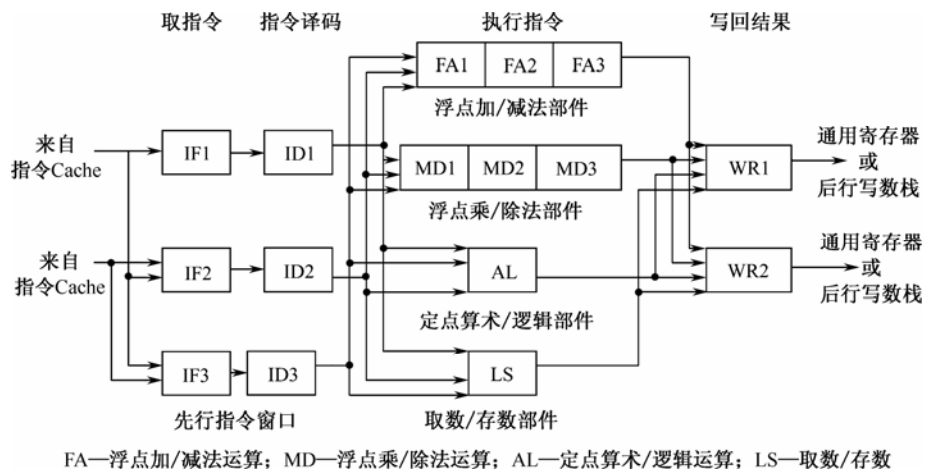 取指令 指令译码 执行指令 写回结果
FA1 FA2 FA3
浮点加/减法部件
来自
指令Cache
IF1 ID1
MD1 MD2 MD3
浮点乘/除法部件
WR1
通用寄存器
或
后行写数栈
来自
指令Cache
IF2 ID2
AL
定点算术/逻辑部件
WR2
通用寄存器
或
后行写数栈
IF3 ID3
先行指令窗口
LS
取数/存数部件
FA—浮点加/减法运算；MD—浮点乘/除法运算；AL—定点算术/逻辑运算；LS—取数/存数